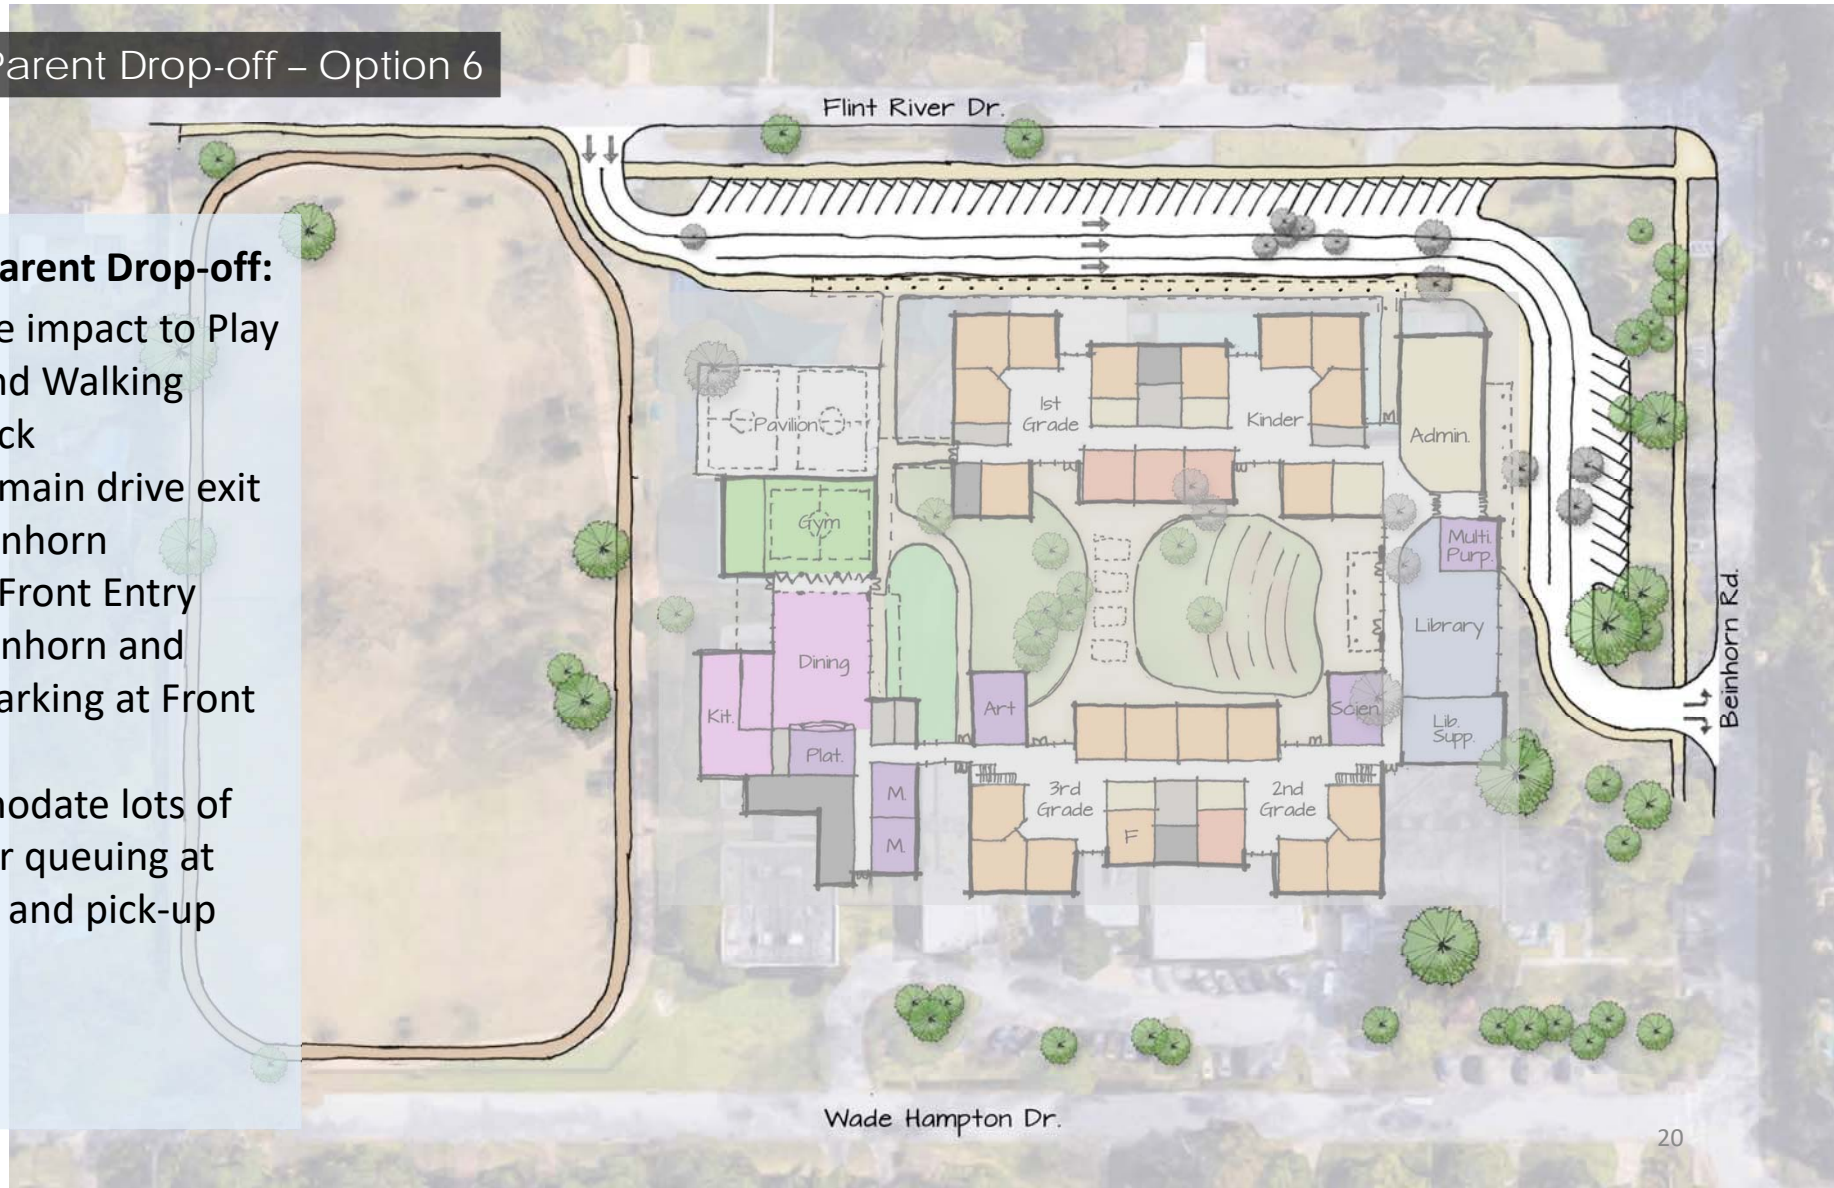 Parent Drop-off – Option 6
Flint River Dr.
arent Drop-off:
e impact to Play
nd Walking
ck
main drive exit
nhorn
Front Entry
nhorn and
arking at Front
nodate lots of
r queuing at
and pick-up
1st
Grade
Kinder
Pavilion
Admin.
Gym
Multi
Purp.
Dining
Library
Kit.
Art
Scien.
Plat.
Lib.
Supp.
M.
M.
3rd
Grade
2nd
Grade
F
Beinhorn Rd.
Wade Hampton Dr.
20